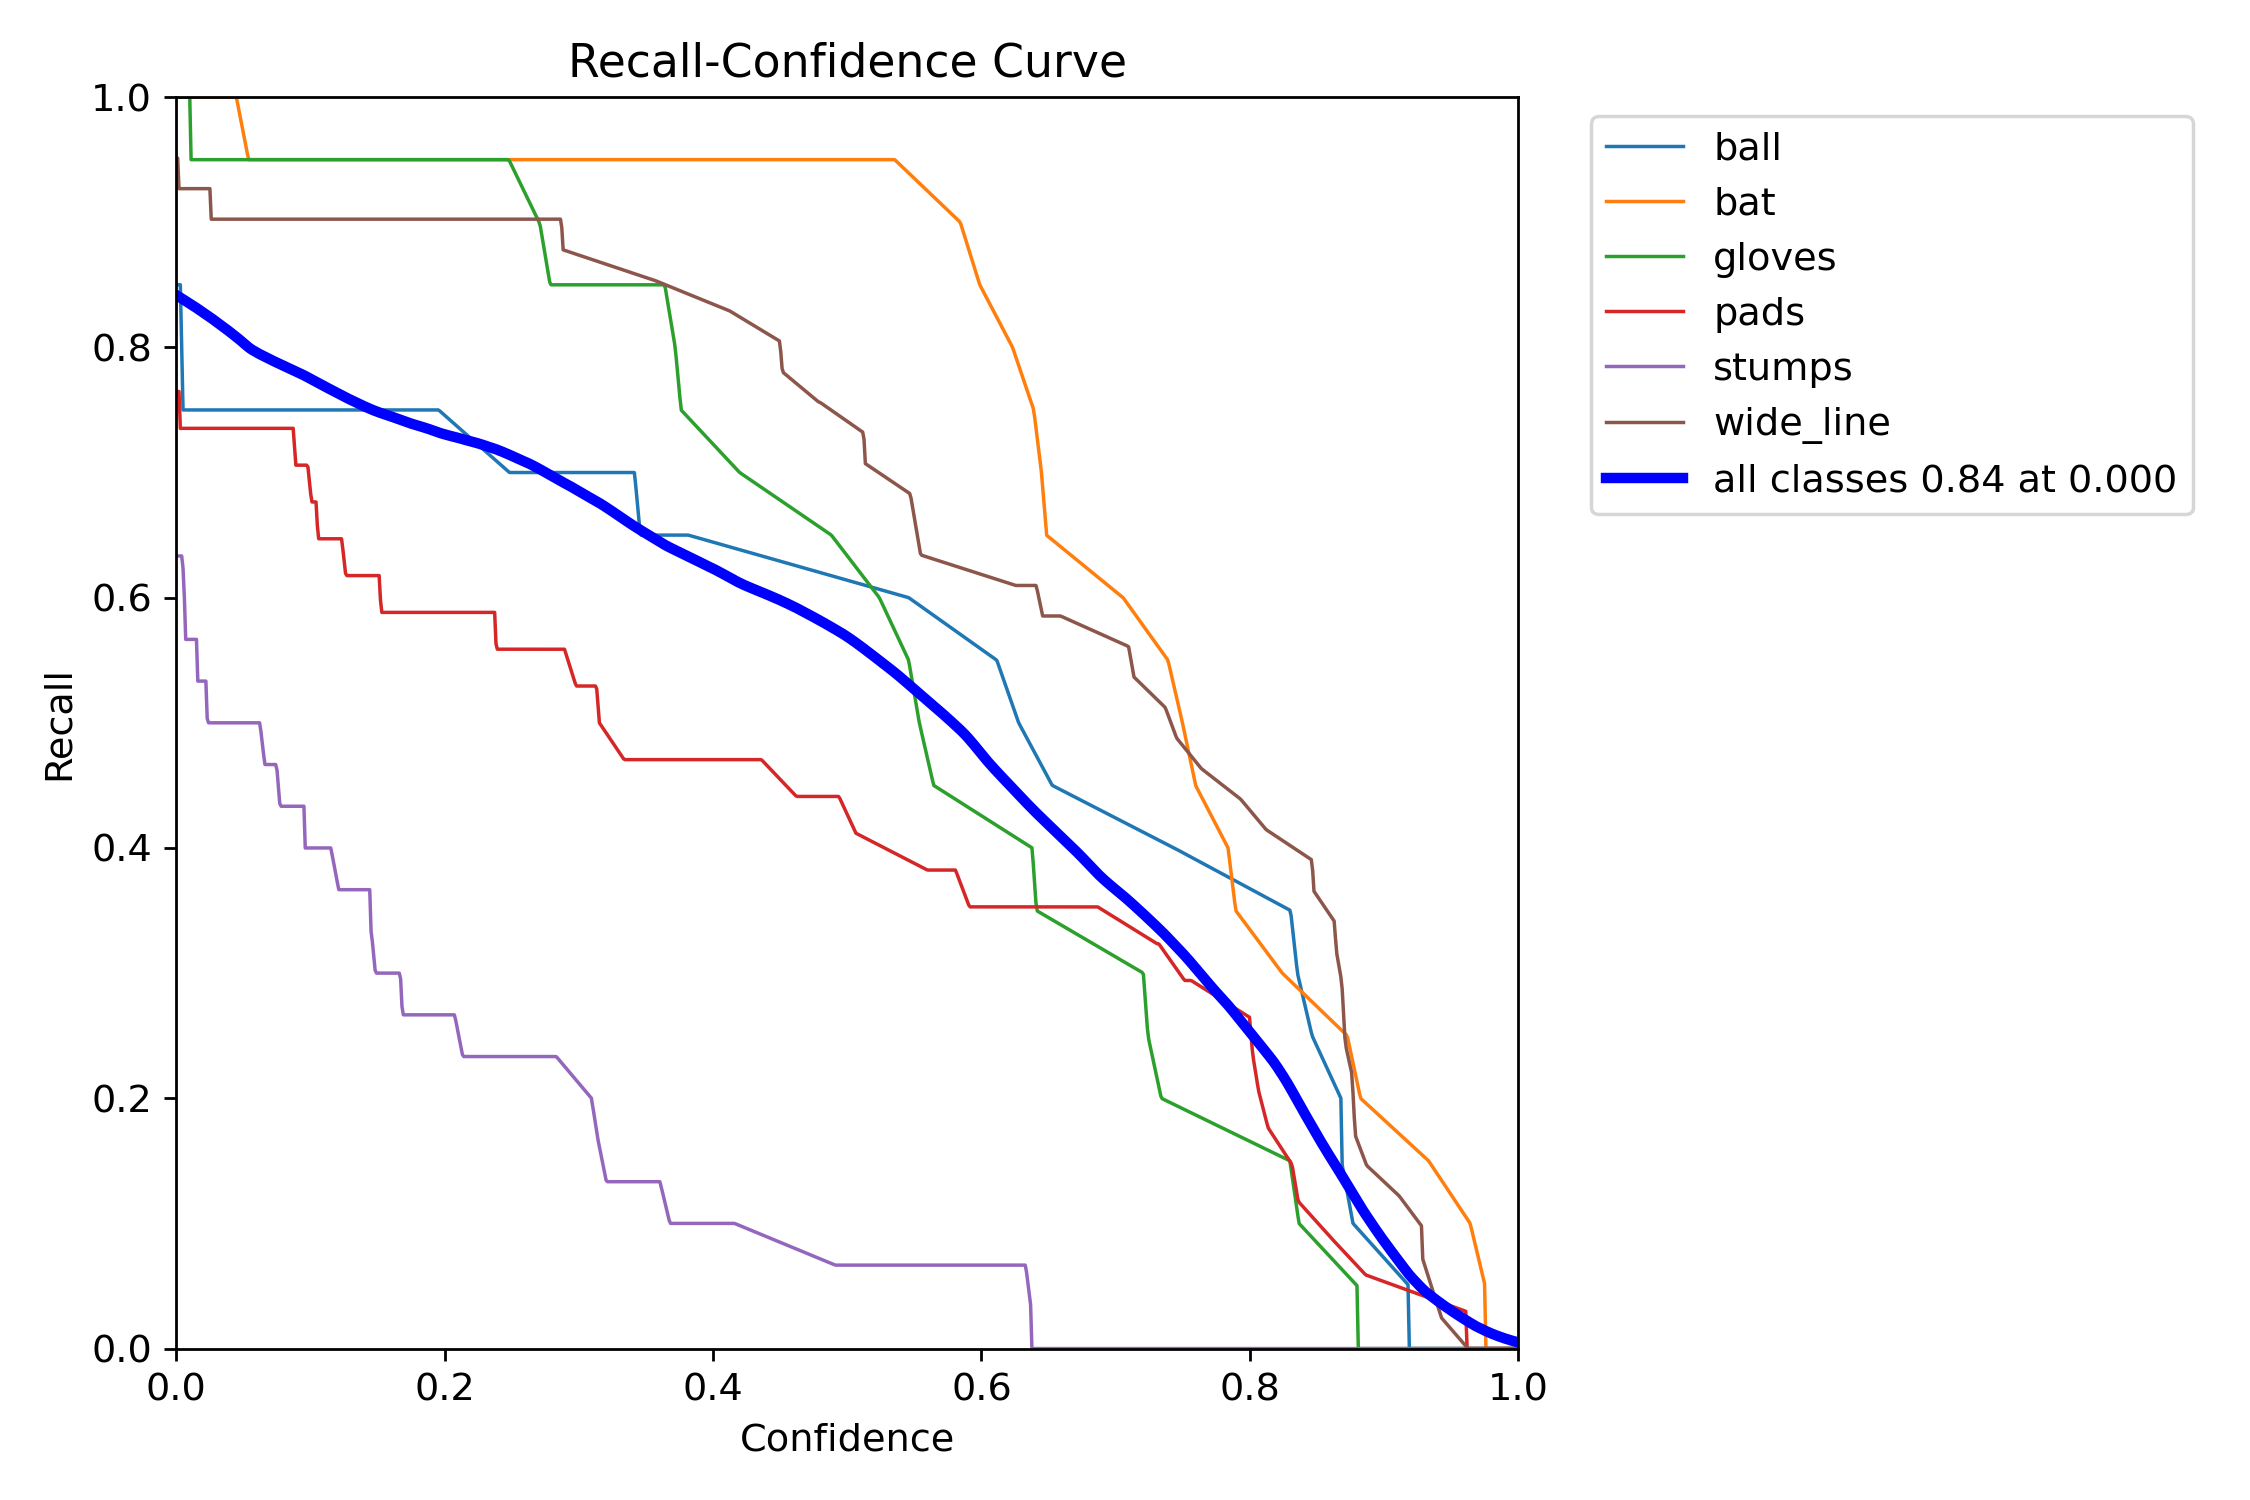 Recall-Confidence Curve
1.0
0.8
0.6
0.4
0.2
0.0
Recall
0.0 0.2 0.4 0.6 0.8 1.0
Confidence
ball
bat
gloves
pads
stumps
wide_line
all classes 0.84 at 0.000